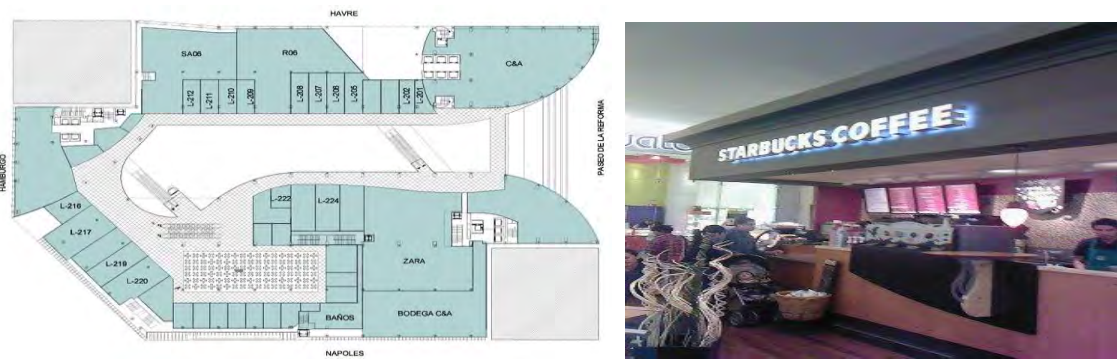 HAVRE
SA06
R06
C&A
L-212
L-211
L-210
L-209
L-208
L-207
L-206
L-205
L-202
L-201
HAMBURGO
PASEO DE LA REFORMA
L-216
L-217
L-219
L-220
L-222
L-224
ZARA
BAÑOS
BODEGA C&A
NAPOLES
STARBUCKS COFFEE